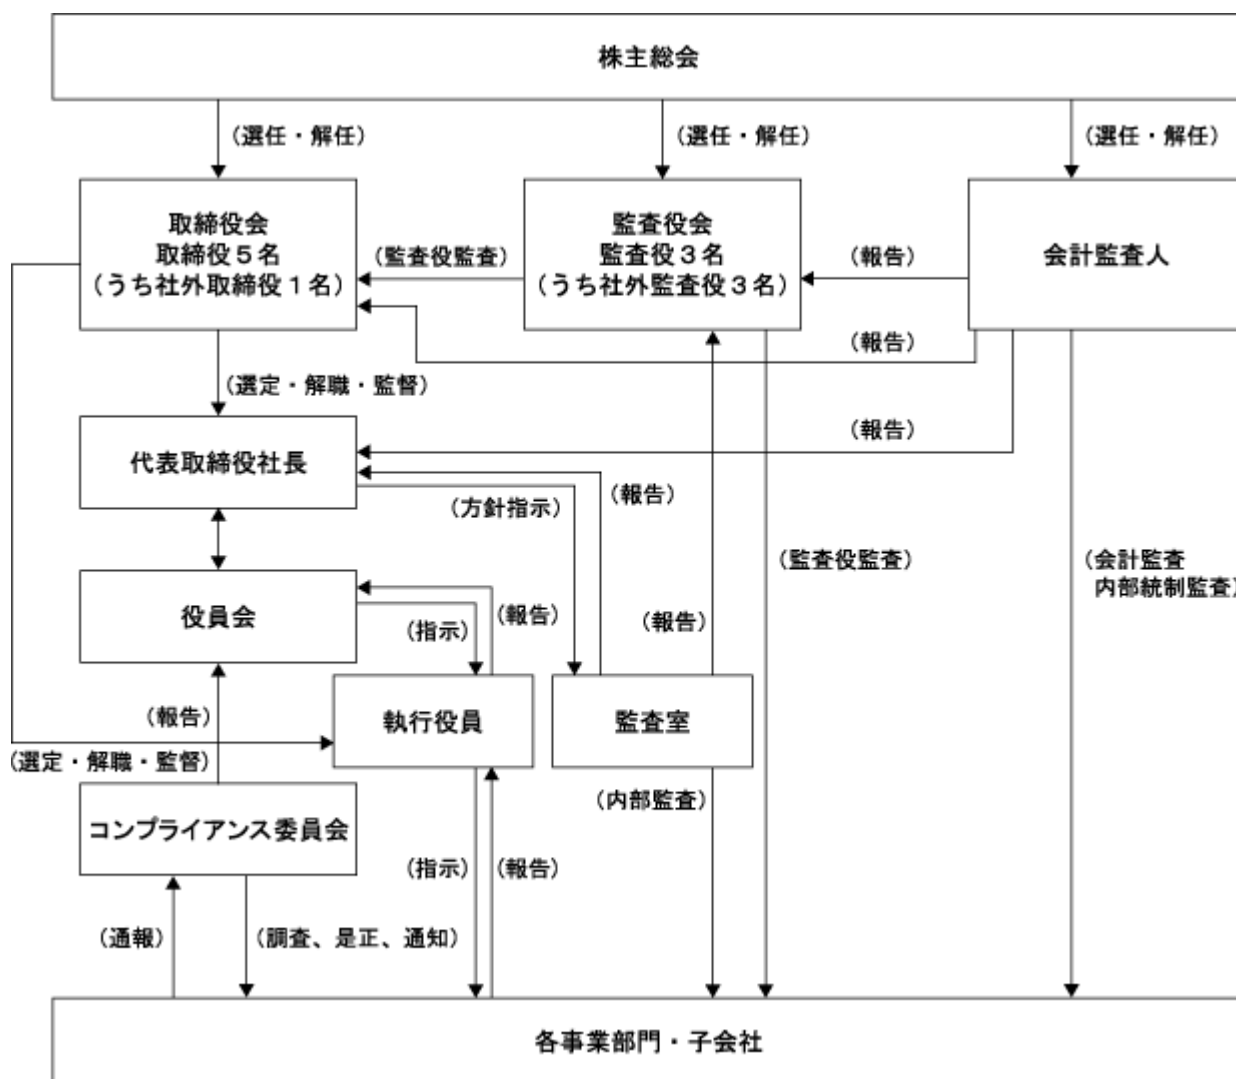 株主総会
（選任・解任）
（選任・解任）
（選任・解任）
取締役会
取締役５名
（うち社外取締役１名）
（監査役監査）
監査役会
監査役３名
（うち社外監査役３名）
（報告）
会計監査人
（報告）
（選定・解職・監督）
（報告）
代表取締役社長
（方針指示）
（報告）
（監査役監査）
（会計監査
内部統制監査）
役員会
（指示）
（報告）
（報告）
（報告）
執行役員
監査室
（選定・解職・監督）
（内部監査）
コンプライアンス委員会
（指示）
（報告）
（通報）
（調査、是正、通知）
各事業部門・子会社